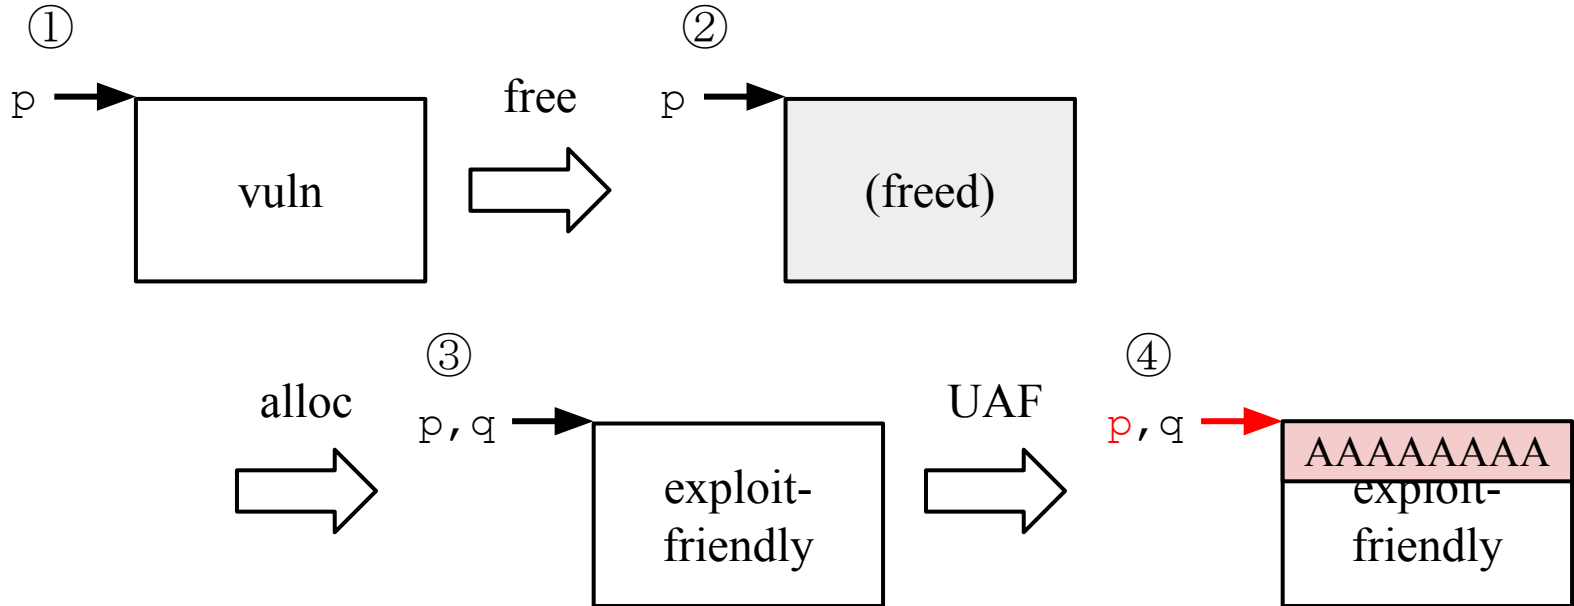 ①
p
vuln
free
②
p
(freed)
alloc
③
p,q
exploit-
friendly
UAF
④
p,q
AAAAAAAA
exploit-
friendly